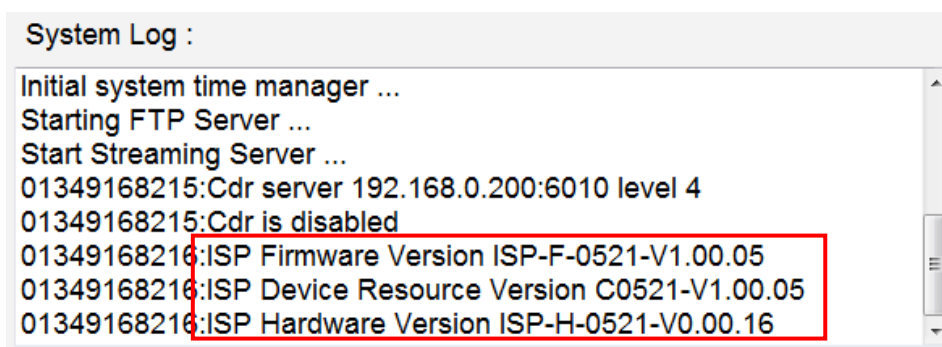 System Log :
Initial system time manager ...
Starting FTP Server ...
Start Streaming Server ...
01349168215:Cdr server 192.168.0.200:6010 level 4
01349168215:Cdr is disabled
01349168216:ISP Firmware Version ISP-F-0521-V1.00.05
01349168216:ISP Device Resource Version C0521-V1.00.05
01349168216:ISP Hardware Version ISP-H-0521-V0.00.16